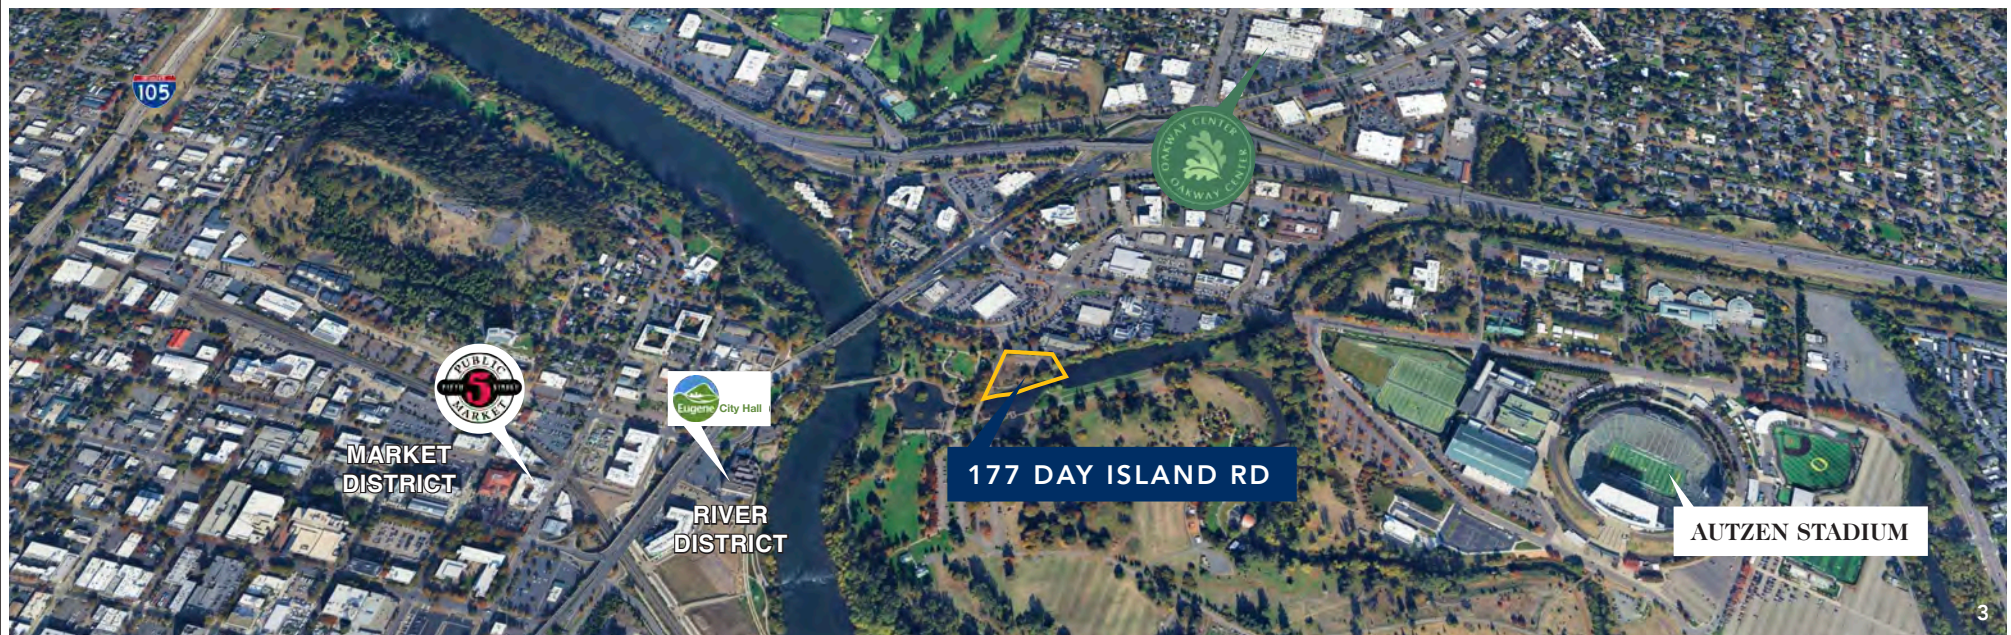 105
PUBLIC
FIFTH 5 STREET
MARKET
MARKET
DISTRICT
Eugene City Hall
RIVER
DISTRICT
OAKWAY CENTER
OAKWAY CENTER
177 DAY ISLAND RD
AUTZEN STADIUM
3